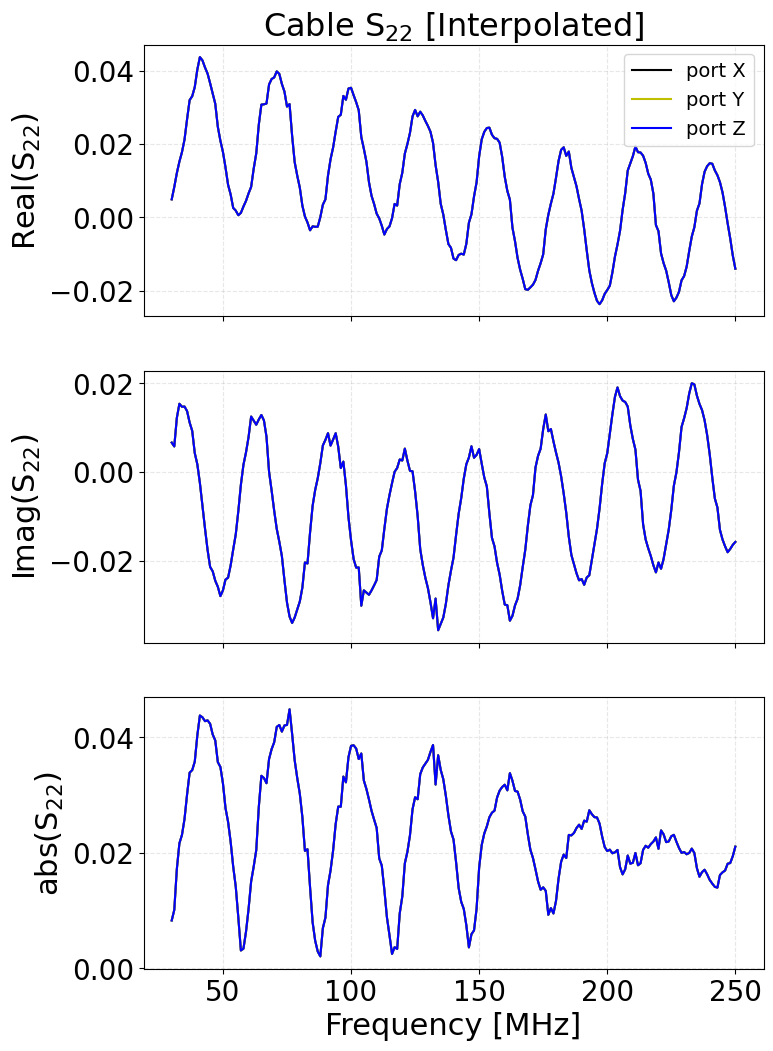 Cable S₂₂ [Interpolated]
port X
port Y
port Z
Real(S₂₂)
0.04
0.02
0.00
−0.02
Imag(S₂₂)
0.02
0.00
−0.02
abs(S₂₂)
0.04
0.02
0.00
50 100 150 200 250
Frequency [MHz]